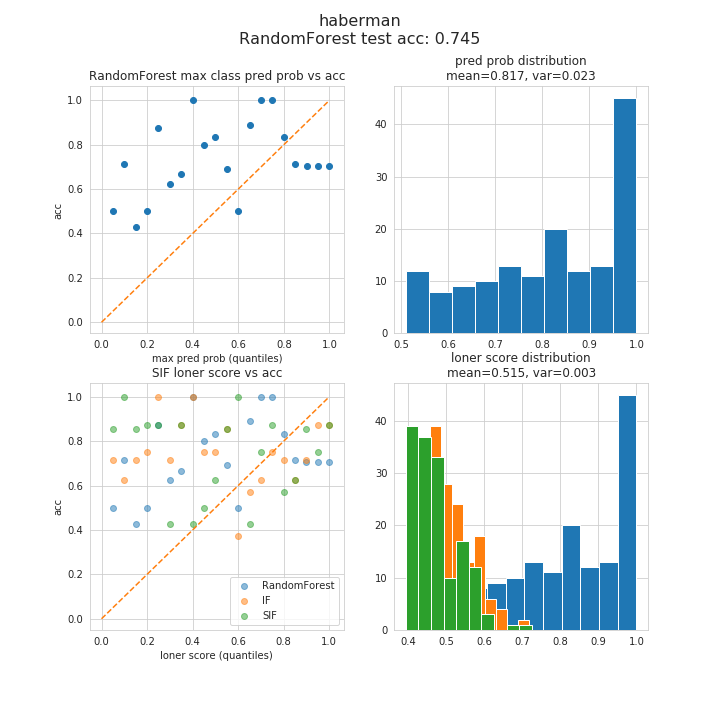 haberman
RandomForest test acc: 0.745
RandomForest max class pred prob vs acc
1.0
0.8
0.6
0.4
0.2
0.0
acc
0.0 0.2 0.4 0.6 0.8 1.0
max pred prob (quantiles)
pred prob distribution
mean=0.817, var=0.023
40
30
20
10
0
0.5 0.6 0.7 0.8 0.9 1.0
SIF loner score vs acc
1.0
0.8
0.6
0.4
0.2
0.0
acc
RandomForest
IF
SIF
0.0 0.2 0.4 0.6 0.8 1.0
loner score (quantiles)
loner score distribution
mean=0.515, var=0.003
40
30
20
10
0
0.4 0.5 0.6 0.7 0.8 0.9 1.0